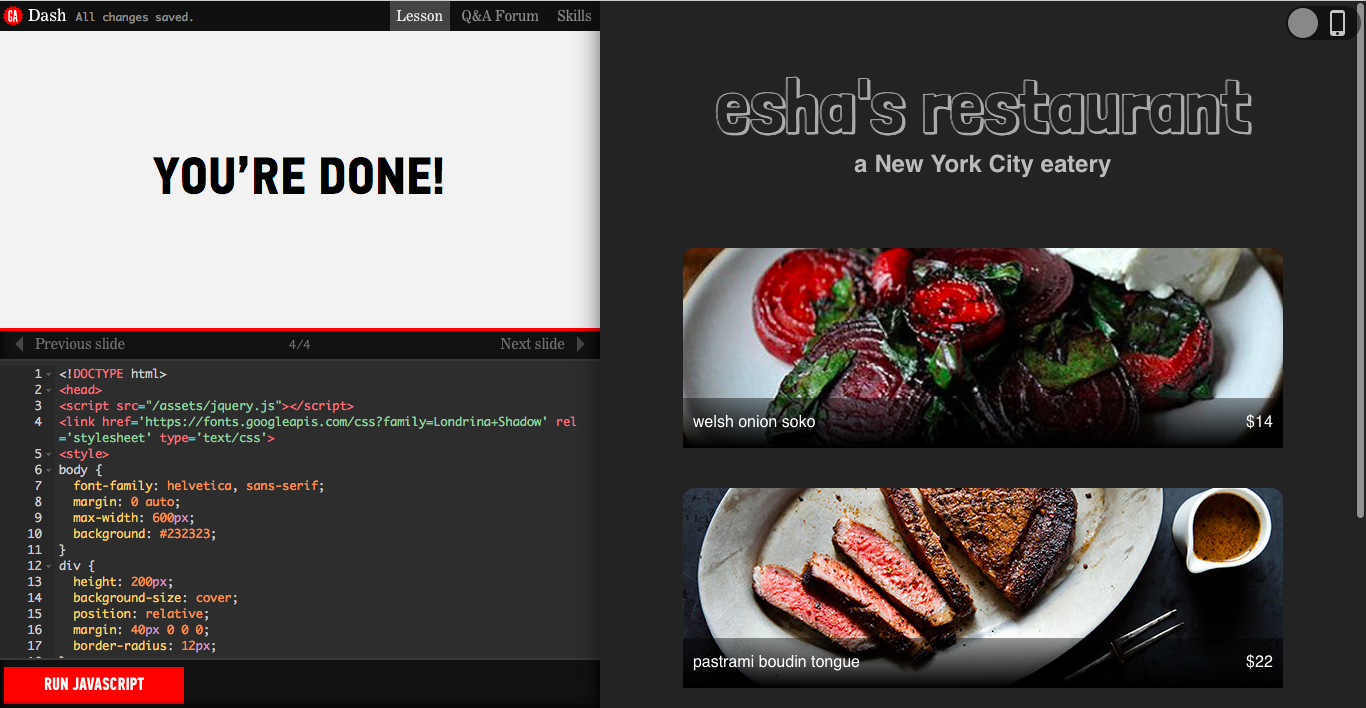 GA Dash All changes saved. Lesson Q&A Forum Skills
YOU'RE DONE!
Previous slide 4/4 Next slide
1 <!DOCTYPE html>
2 <head>
3 <script src="/assets/jquery.js"></script>
4 <link href='https://fonts.googleapis.com/css?family=Londrina+Shadow' rel
='stylesheet' type='text/css'>
5 <style>
6 body {
7 font-family: helvetica, sans-serif;
8 margin: 0 auto;
9 max-width: 600px;
10 background: #232323;
11 }
12 div {
13 height: 200px;
14 background-size: cover;
15 position: relative;
16 margin: 40px 0 0 0;
17 border-radius: 12px;
RUN JAVASCRIPT
esha's restaurant
a New York City eatery
welsh onion soko $14
pastrami boudin tongue $22